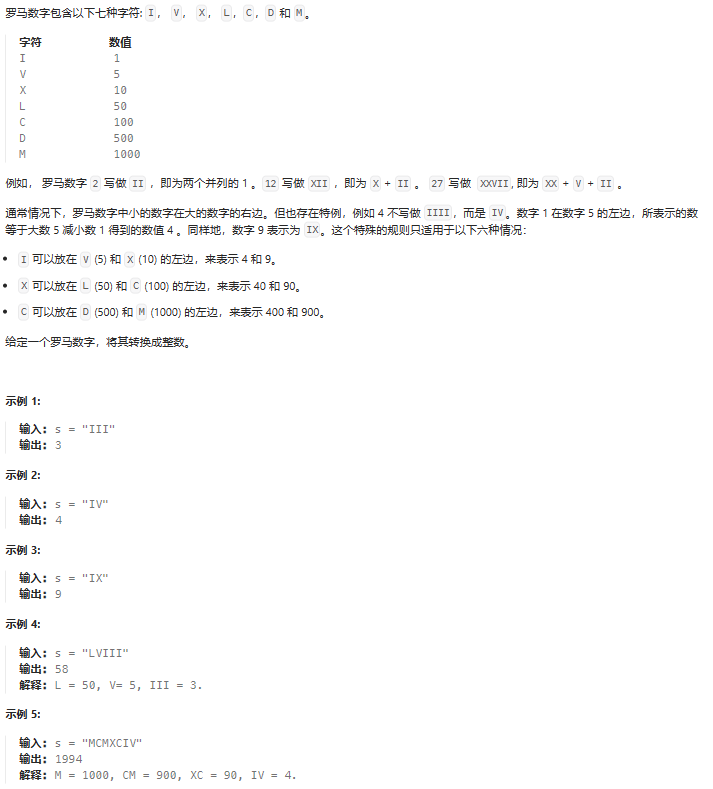 罗马数字包含以下七种字符: I， V， X， L，C，D 和 M。
字符 数值
I 1
V 5
X 10
L 50
C 100
D 500
M 1000
例如， 罗马数字 2 写做 II ，即为两个并列的 1 。12 写做 XII ，即为 X + II 。 27 写做 XXVII, 即为 XX + V + II 。
通常情况下，罗马数字中小的数字在大的数字的右边。但也存在特例，例如 4 不写做 IIII，而是 IV。数字 1 在数字 5 的左边，所表示的数
等于大数 5 减小数 1 得到的数值 4 。同样地，数字 9 表示为 IX。这个特殊的规则只适用于以下六种情况：
• I 可以放在 V (5) 和 X (10) 的左边，来表示 4 和 9。
• X 可以放在 L (50) 和 C (100) 的左边，来表示 40 和 90。
• C 可以放在 D (500) 和 M (1000) 的左边，来表示 400 和 900。
给定一个罗马数字，将其转换成整数。
示例 1:
输入: s = "III"
输出: 3
示例 2:
输入: s = "IV"
输出: 4
示例 3:
输入: s = "IX"
输出: 9
示例 4:
输入: s = "LVIII"
输出: 58
解释: L = 50, V= 5, III = 3.
示例 5:
输入: s = "MCMXCIV"
输出: 1994
解释: M = 1000, CM = 900, XC = 90, IV = 4.